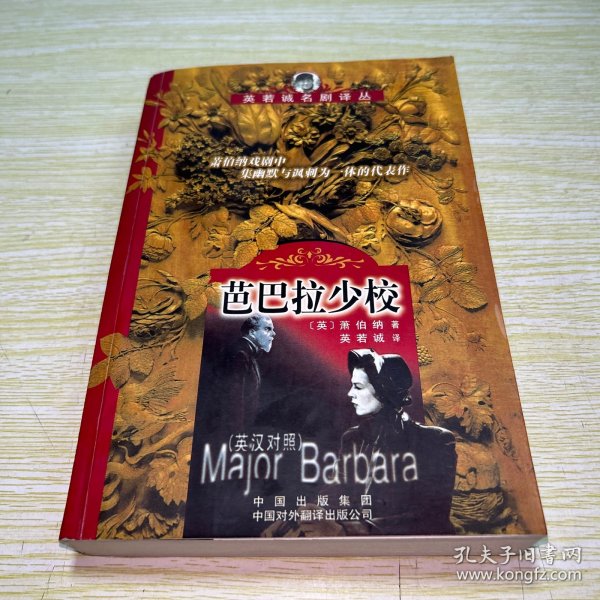 英若诚名剧译丛
萧伯纳戏剧中
集幽默与讽刺为一体的代表作
芭巴拉少校
〔英〕萧伯纳 著
英若诚 译
(英汉对照)
Major Barbara
中国出版集团
中国对外翻译出版公司
孔夫子旧书网
www.kongfz.com